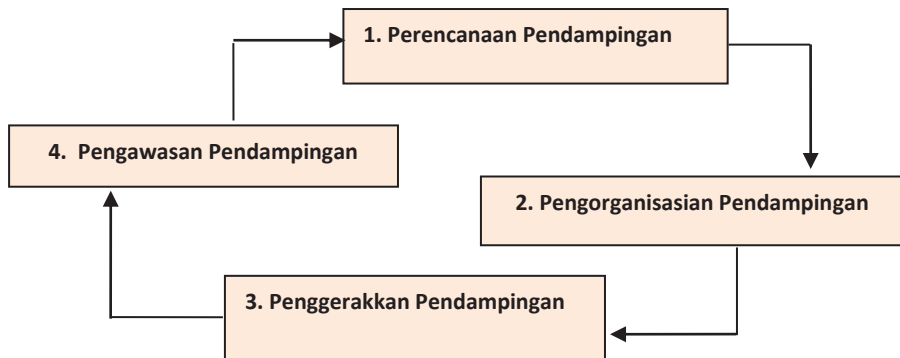 1. Perencanaan Pendampingan
2. Pengorganisasian Pendampingan
3. Penggerakkan Pendampingan
4. Pengawasan Pendampingan